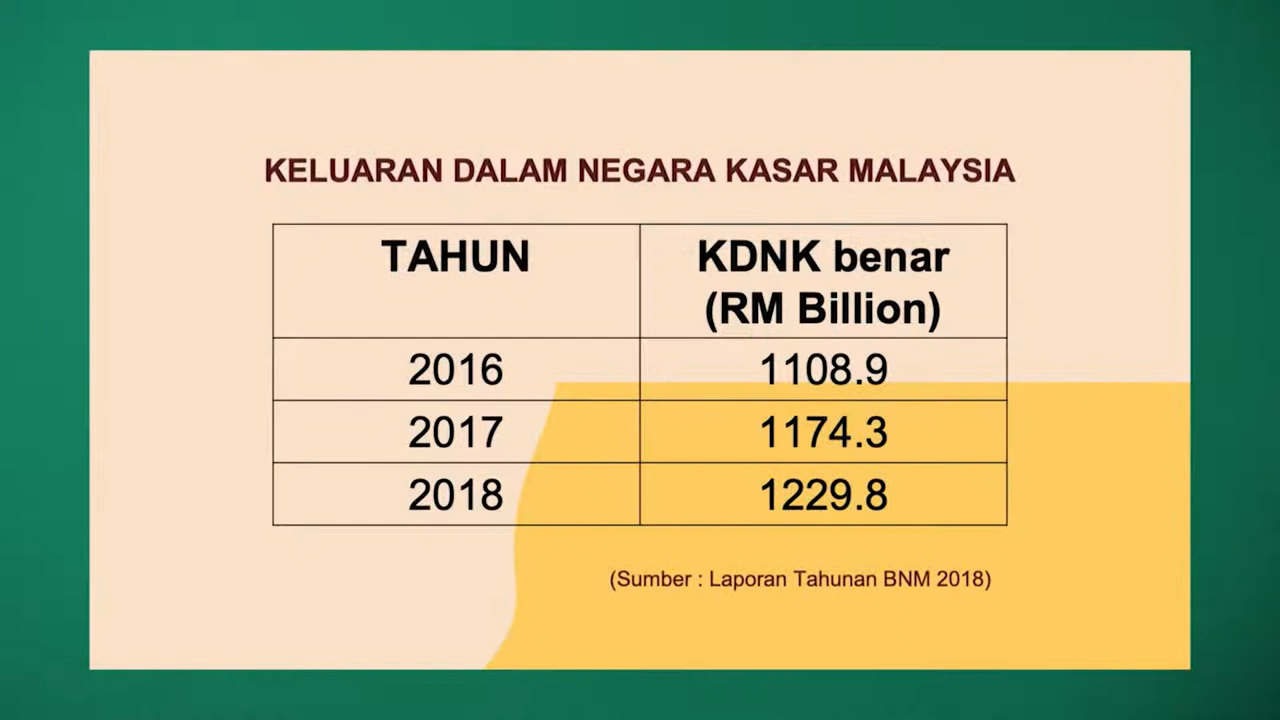 KELUARAN DALAM NEGARA KASAR MALAYSIA
TAHUN
KDNK benar
(RM Billion)
2016 1108.9
2017 1174.3
2018 1229.8
(Sumber : Laporan Tahunan BNM 2018)